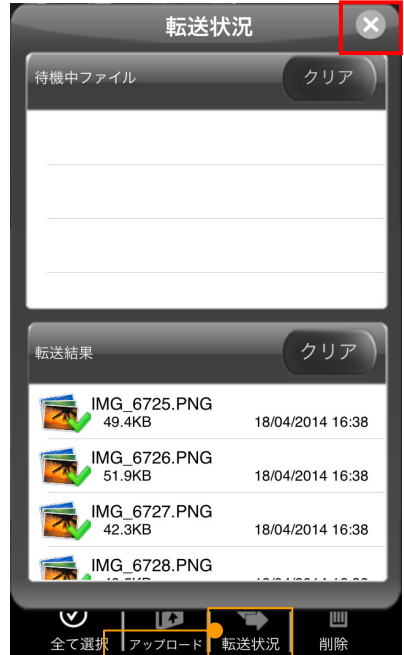 転送状況
待機中ファイル
クリア
転送結果
クリア
IMG_6725.PNG
49.4KB 18/04/2014 16:38
IMG_6726.PNG
51.9KB 18/04/2014 16:38
IMG_6727.PNG
42.3KB 18/04/2014 16:38
IMG_6728.PNG
全て選択 アップロード 転送状況 削除